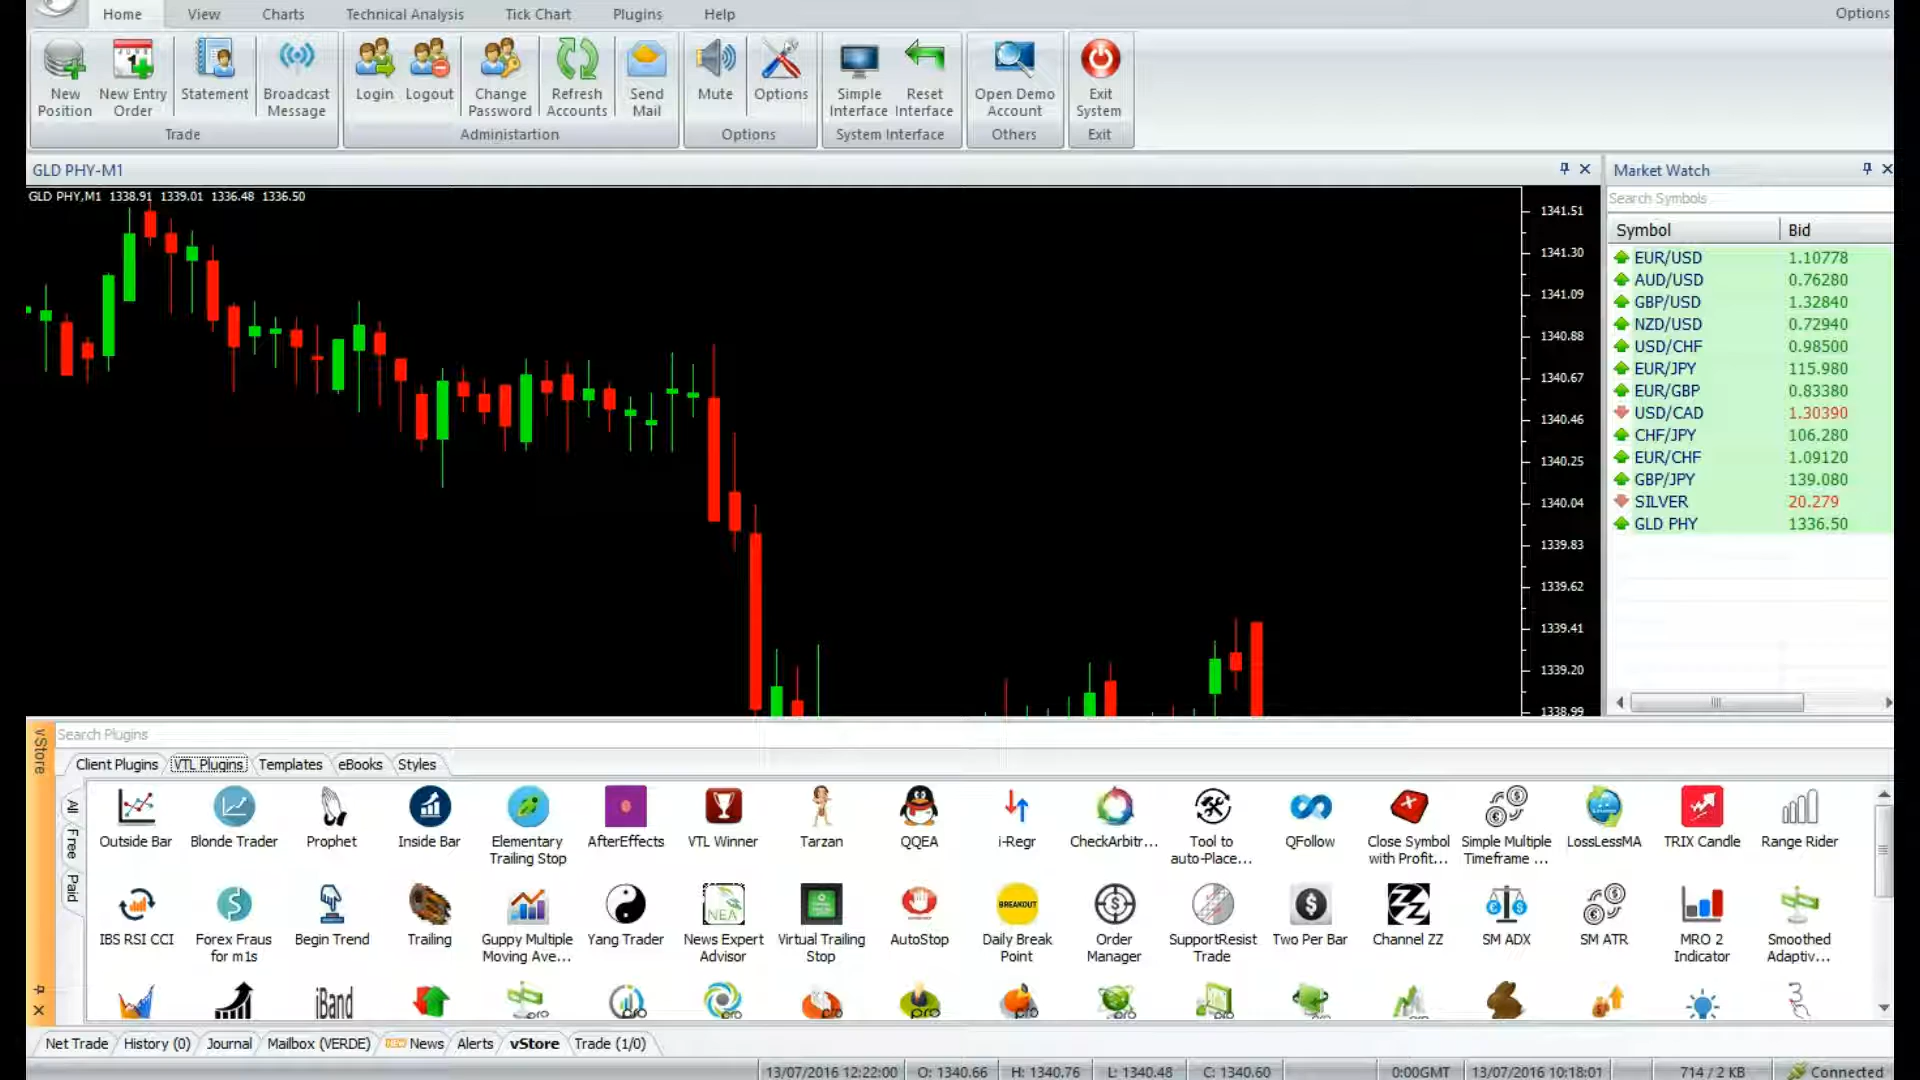 Home View Charts Technical Analysis Tick Chart Plugins Help Options
New Position
New Entry Order
Statement
Broadcast Message
Trade
Login
Logout
Change Password
Refresh Accounts
Send Mail
Administartion
Mute
Options
Options
Simple Interface
Reset Interface
System Interface
Open Demo Account
Others
Exit System
Exit
GLD PHY-M1
GLD PHY,M1 1338.91 1339.01 1336.48 1336.50
1341.51
1341.30
1341.09
1340.88
1340.67
1340.46
1340.25
1340.04
1339.83
1339.62
1339.41
1339.20
1338.99
Market Watch
Search Symbols
Symbol Bid
EUR/USD 1.10778
AUD/USD 0.76280
GBP/USD 1.32840
NZD/USD 0.72940
USD/CHF 0.98500
EUR/JPY 115.980
EUR/GBP 0.83380
USD/CAD 1.30390
CHF/JPY 106.280
EUR/CHF 1.09120
GBP/JPY 139.080
SILVER 20.279
GLD PHY 1336.50
vStore
Search Plugins
Client Plugins VTL Plugins Templates eBooks Styles
All
Free
Paid
Outside Bar
Blonde Trader
Prophet
Inside Bar
Elementary Trailing Stop
AfterEffects
VTL Winner
Tarzan
QQEA
i-Regr
CheckArbitr...
Tool to auto-Place...
QFollow
Close Symbol with Profit...
Simple Multiple Timeframe ...
LossLessMA
TRIX Candle
Range Rider
IBS RSI CCI
Forex Fraus for m1s
Begin Trend
Trailing
Guppy Multiple Moving Ave...
Yang Trader
NEA
News Expert Advisor
Virtual Trailing Stop
AutoStop
BREAKOUT
Daily Break Point
Order Manager
SupportResist Trade
Two Per Bar
Channel ZZ
SM ADX
SM ATR
MRO 2 Indicator
Smoothed Adaptiv...
iBand
pro pro pro pro pro pro pro pro pro
3
Net Trade History (0) Journal Mailbox (VERDE) News Alerts vStore Trade (1/0)
13/07/2016 12:22:00 O: 1340.66 H: 1340.76 L: 1340.48 C: 1340.60 0:00GMT 13/07/2016 10:18:01 714 / 2 KB Connected